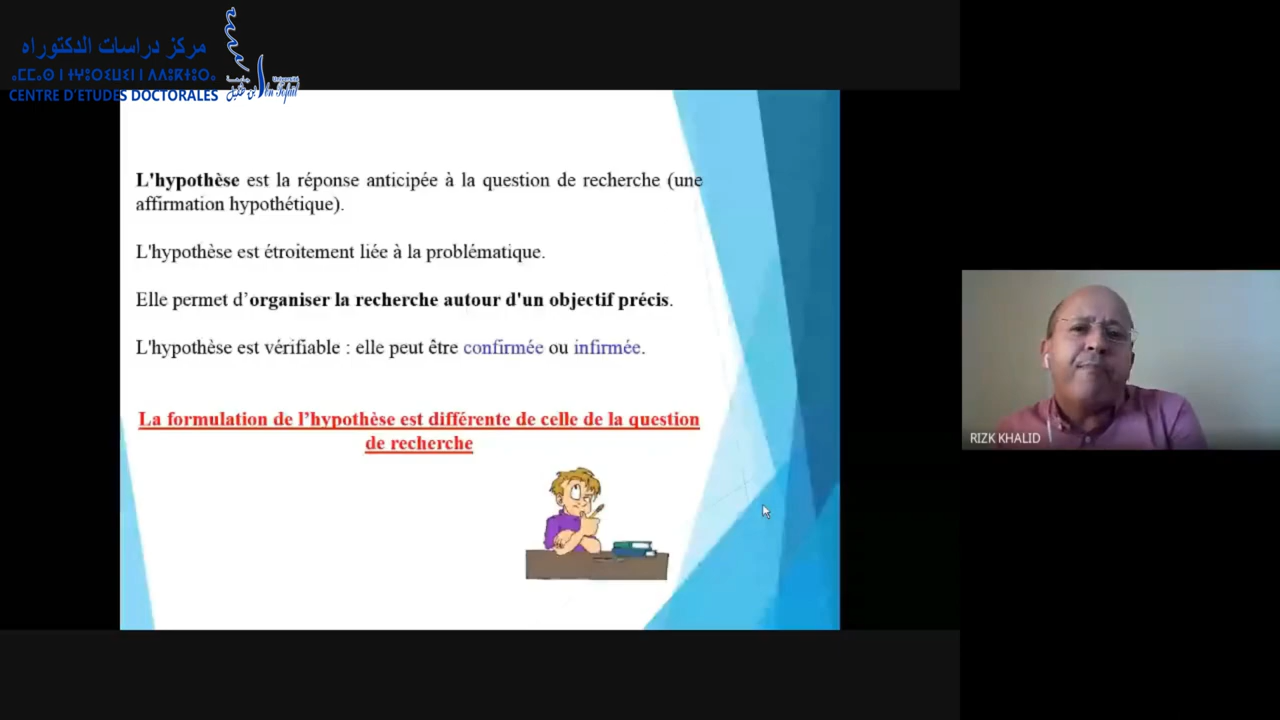 مركز دراسات الدكتوراه
CENTRE D'ETUDES DOCTORALES
Université
L'hypothèse est la réponse anticipée à la question de recherche (une
affirmation hypothétique).
L'hypothèse est étroitement liée à la problématique.
Elle permet d’organiser la recherche autour d'un objectif précis.
L'hypothèse est vérifiable : elle peut être confirmée ou infirmée.
La formulation de l’hypothèse est différente de celle de la question
de recherche
RIZK KHALID